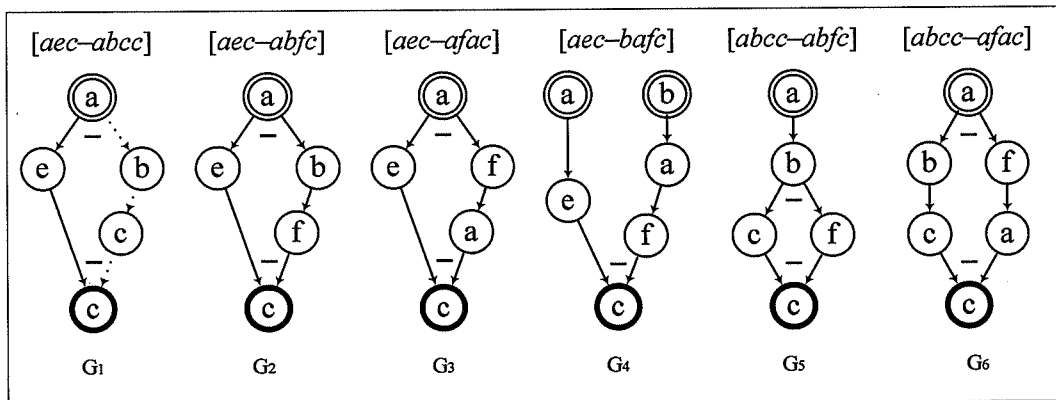 [aec–abcc] [aec–abfc] [aec–afac] [aec–bafc] [abcc–abfc] [abcc–afac]
a a a a b a a
e b e b e f a b b f
c f a e f c f c a
c c c c c c
G1 G2 G3 G4 G5 G6